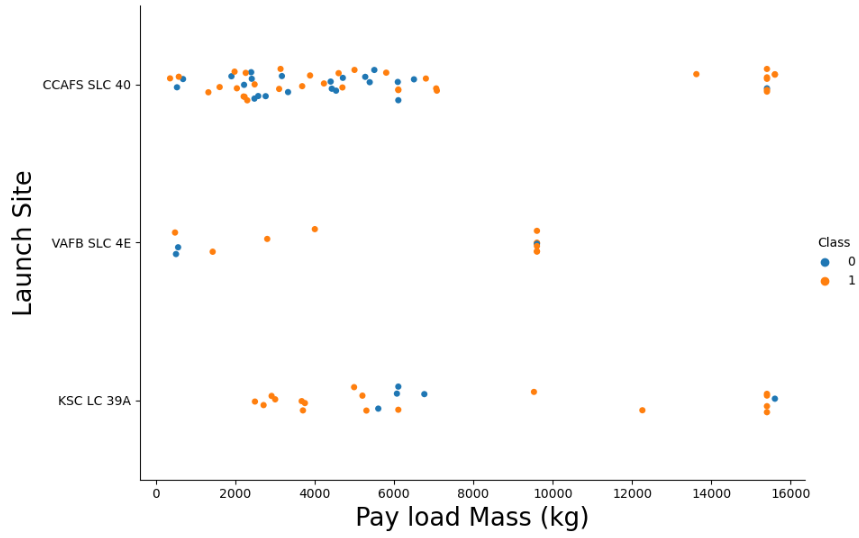 CCAFS SLC 40
VAFB SLC 4E
KSC LC 39A
Launch Site
0 2000 4000 6000 8000 10000 12000 14000 16000
Pay load Mass (kg)
Class
0
1